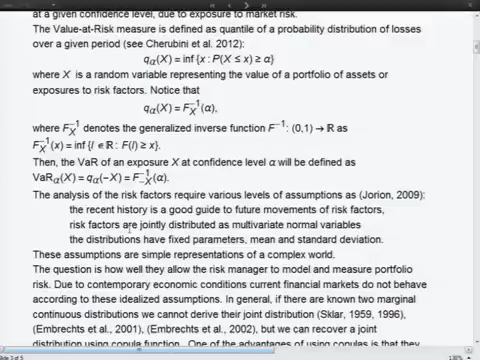 at a given confidence level, due to exposure to market risk.
The Value-at-Risk measure is defined as quantile of a probability distribution of losses
over a given period (see Cherubini et al. 2012):
qα(X) = inf{x : P(X ≤ x) ≥ α}
where X is a random variable representing the value of a portfolio of assets or
exposures to risk factors. Notice that
qα(X) = F_X^{-1}(α),
where F_X^{-1} denotes the generalized inverse function F^{-1}: (0,1) → ℝ as
F_X^{-1}(x) = inf{l ∈ ℝ: F(l) ≥ x}.
Then, the VaR of an exposure X at confidence level α will be defined as
VaRα(X) = qα(-X) = F_{-X}^{-1}(α).
The analysis of the risk factors require various levels of assumptions as (Jorion, 2009):
the recent history is a good guide to future movements of risk factors,
risk factors are jointly distributed as multivariate normal variables
the distributions have fixed parameters, mean and standard deviation.
These assumptions are simple representations of a complex world.
The question is how well they allow the risk manager to model and measure portfolio
risk. Due to contemporary economic conditions current financial markets do not behave
according to these idealized assumptions. In general, if there are known two marginal
continuous distributions we cannot derive their joint distribution (Sklar, 1959, 1996),
(Embrechts et al., 2001), (Embrechts et al., 2002), but we can recover a joint
distribution using copula function. One of the advantages of using copulas is that they
Slide 3 of 5
130%